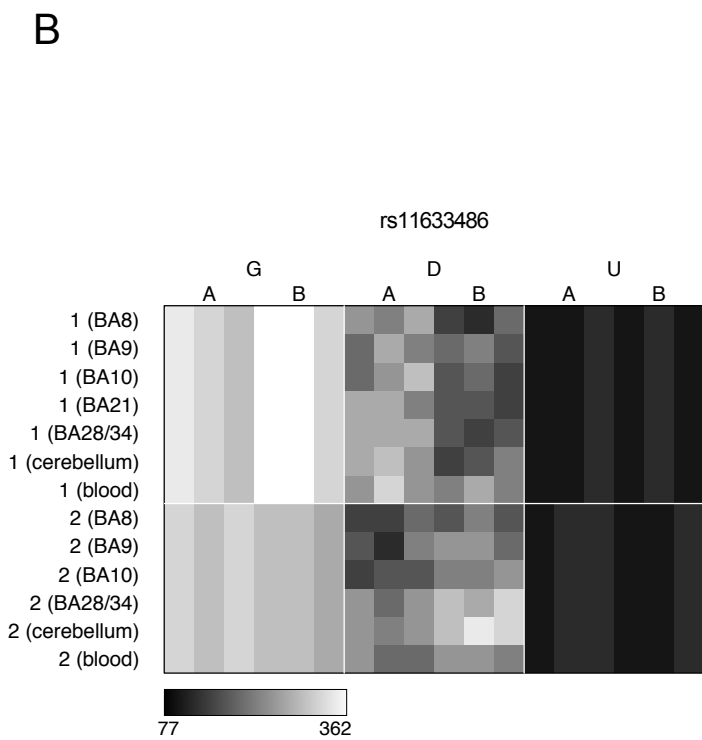 B
rs11633486
G D U
A B A B A B
1 (BA8)
1 (BA9)
1 (BA10)
1 (BA21)
1 (BA28/34)
1 (cerebellum)
1 (blood)
2 (BA8)
2 (BA9)
2 (BA10)
2 (BA28/34)
2 (cerebellum)
2 (blood)
77 362